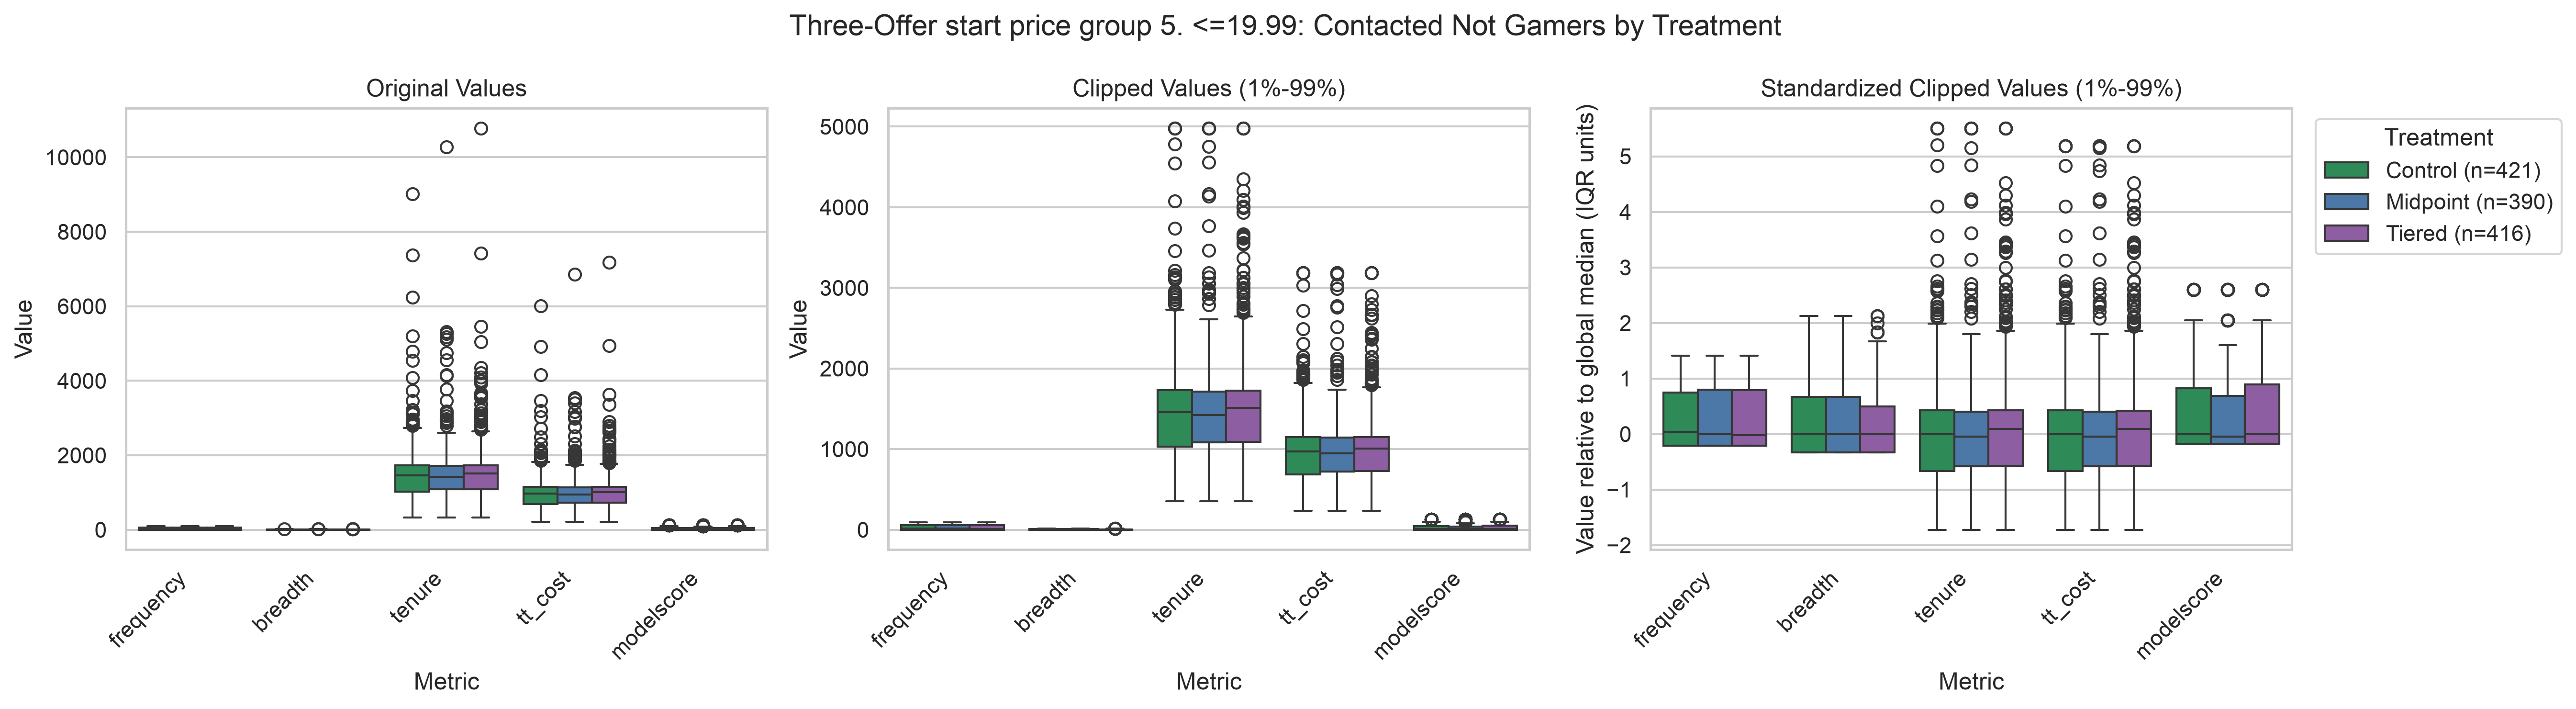 Three-Offer start price group 5. <=19.99: Contacted Not Gamers by Treatment
Original Values
Value
10000
8000
6000
4000
2000
0
frequency
breadth
tenure
tt_cost
modelscore
Metric
Clipped Values (1%-99%)
Value
5000
4000
3000
2000
1000
0
frequency
breadth
tenure
tt_cost
modelscore
Metric
Standardized Clipped Values (1%-99%)
Value relative to global median (IQR units)
5
4
3
2
1
0
−1
−2
frequency
breadth
tenure
tt_cost
modelscore
Metric
Treatment
Control (n=421)
Midpoint (n=390)
Tiered (n=416)